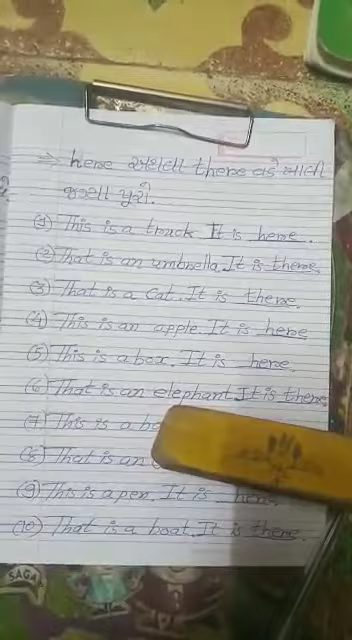 ⇒ here અથવા there વડે ખાલી
જગ્યા પુરો.
(1) This is a truck. It is here.
(2) That is an umbrella. It is there.
(3) That is a cat. It is there.
(4) This is an apple. It is here
(5) This is a box. It is here.
(6) That is an elephant. It is there.
(7) This is a
(8) That is an
(9) This is a pen. It is here.
(10) That is a boat. It is there.
SAGA